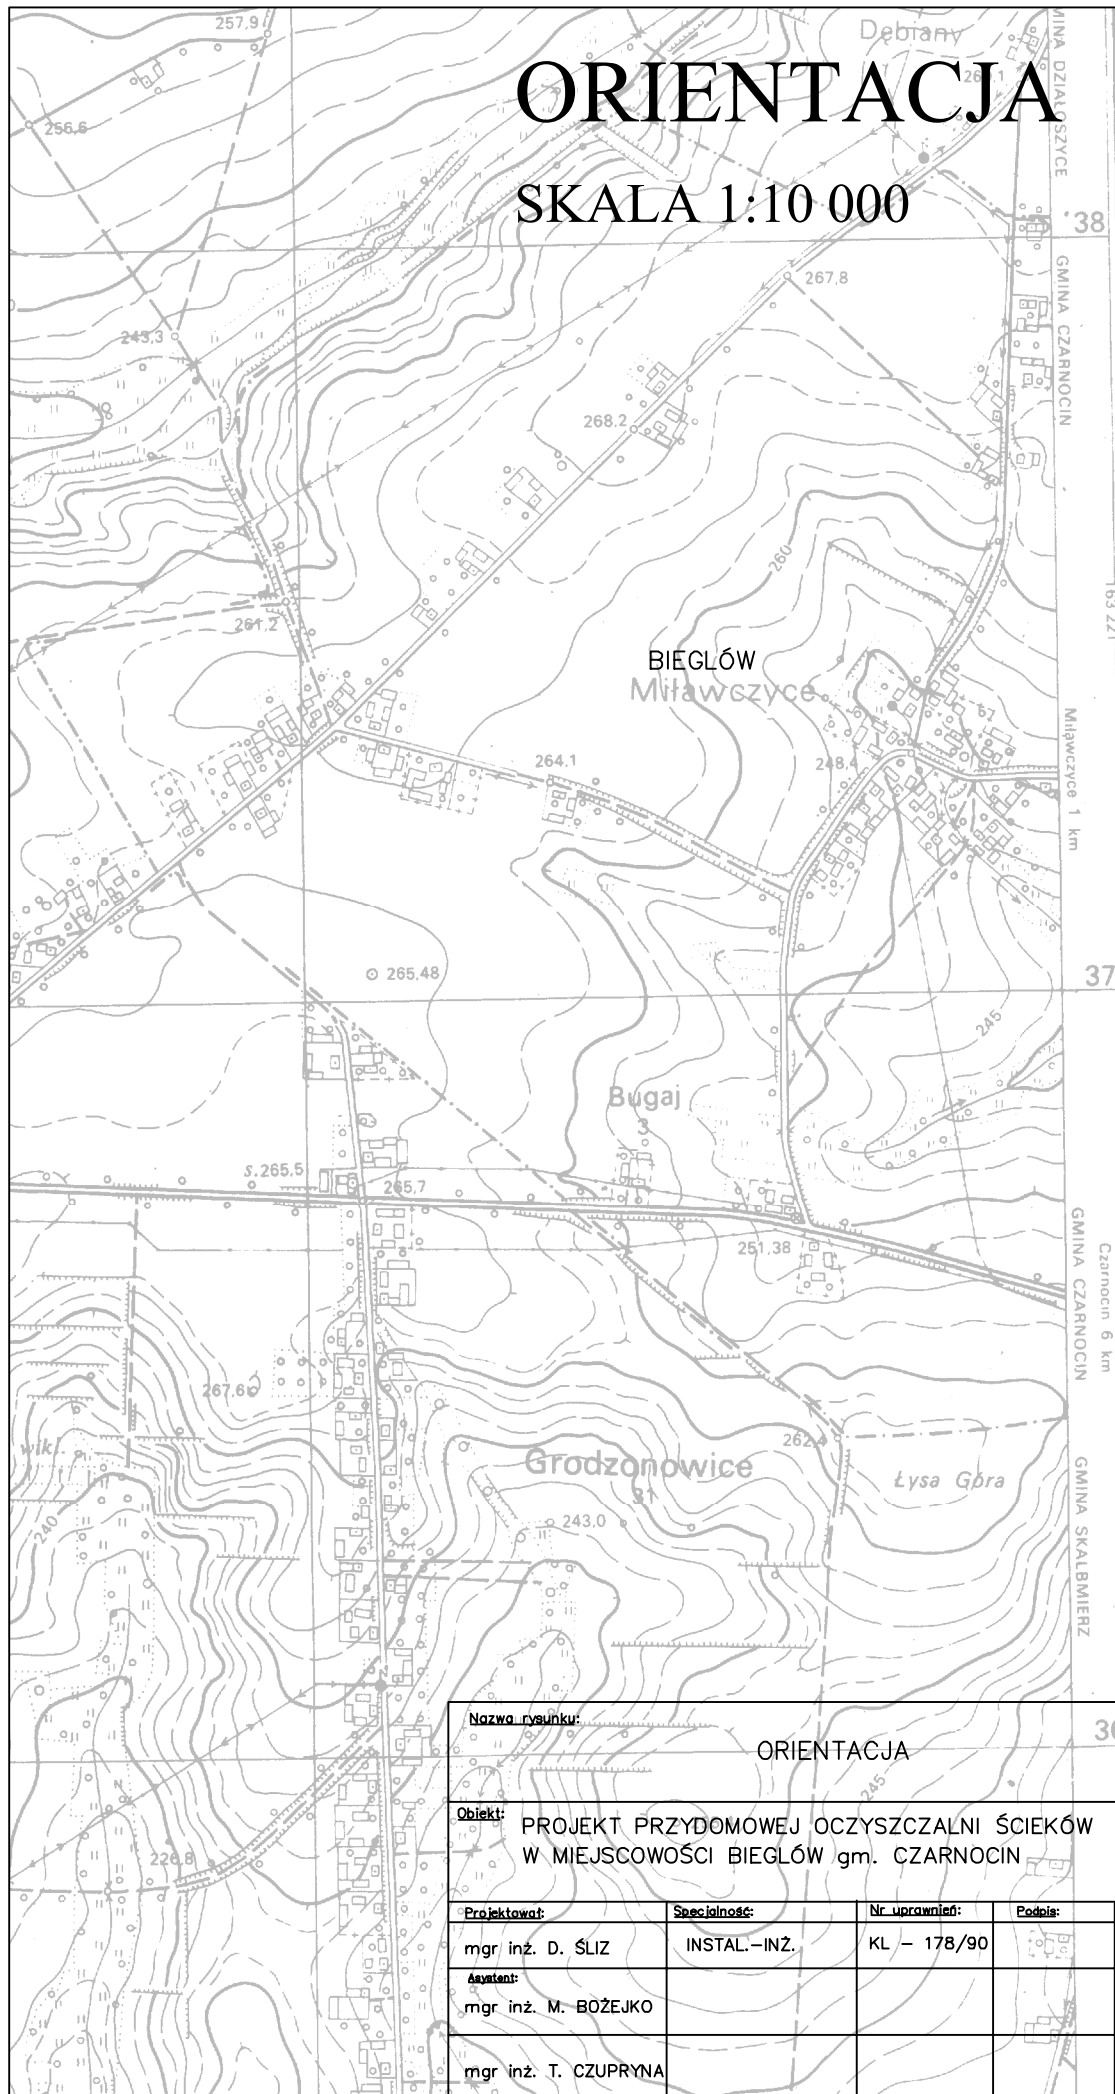 257,9
Dębiany
ORIENTACJA
256,6
SKALA 1:10 000
38
GMINA CZARNOCIN
267,8
243,3
268,2
260
261,2
BIEGLÓW
Miławczyce
264,1
248,4
Miławczyce 1 km
265,48
37
245
Bugaj
3
s.265,5
265,7
251,38
GMINA CZARNOCIN
Czarnocin 6 km
267,6
262,4
wikl.
Grodzonowice
31
Łysa Góra
GMINA SKALBMIERZ
240
243,0
Nazwa rysunku:
ORIENTACJA
245
Obiekt:
PROJEKT PRZYDOMOWEJ OCZYSZCZALNI ŚCIEKÓW
W MIEJSCOWOŚCI BIEGLÓW gm. CZARNOCIN
226,8
Projektował: Specjalność: Nr uprawnień: Podpis:
mgr inż. D. ŚLIZ INSTAL.-INŻ. KL - 178/90
Asystent:
mgr inż. M. BOŻEJKO
mgr inż. T. CZUPRYNA